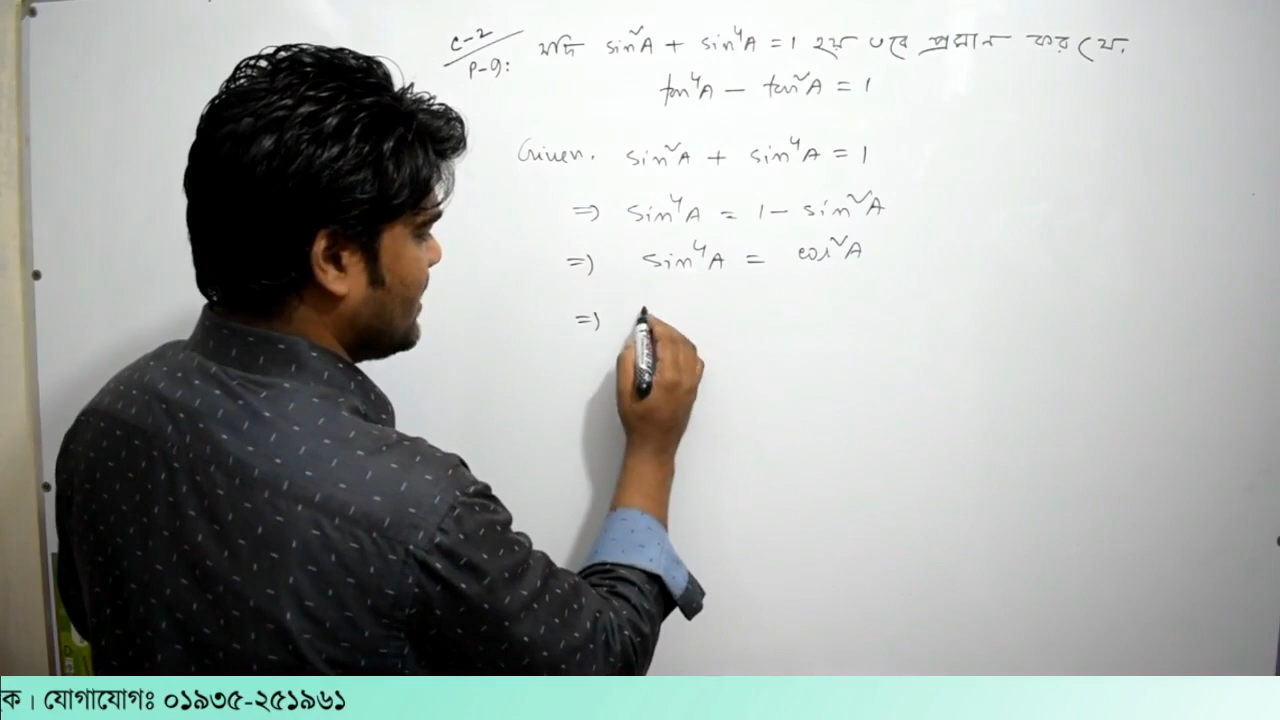 C-2
P-9:
যদি sin²A + sin⁴A = 1 হয় তবে প্রমান কর যে.
tan⁴A - tan²A = 1
Given. sin²A + sin⁴A = 1
=> sin⁴A = 1 - sin²A
=> sin⁴A = cos²A
=>
ক। যোগাযোগঃ ০১৯৩৫-২৫১৯৬১